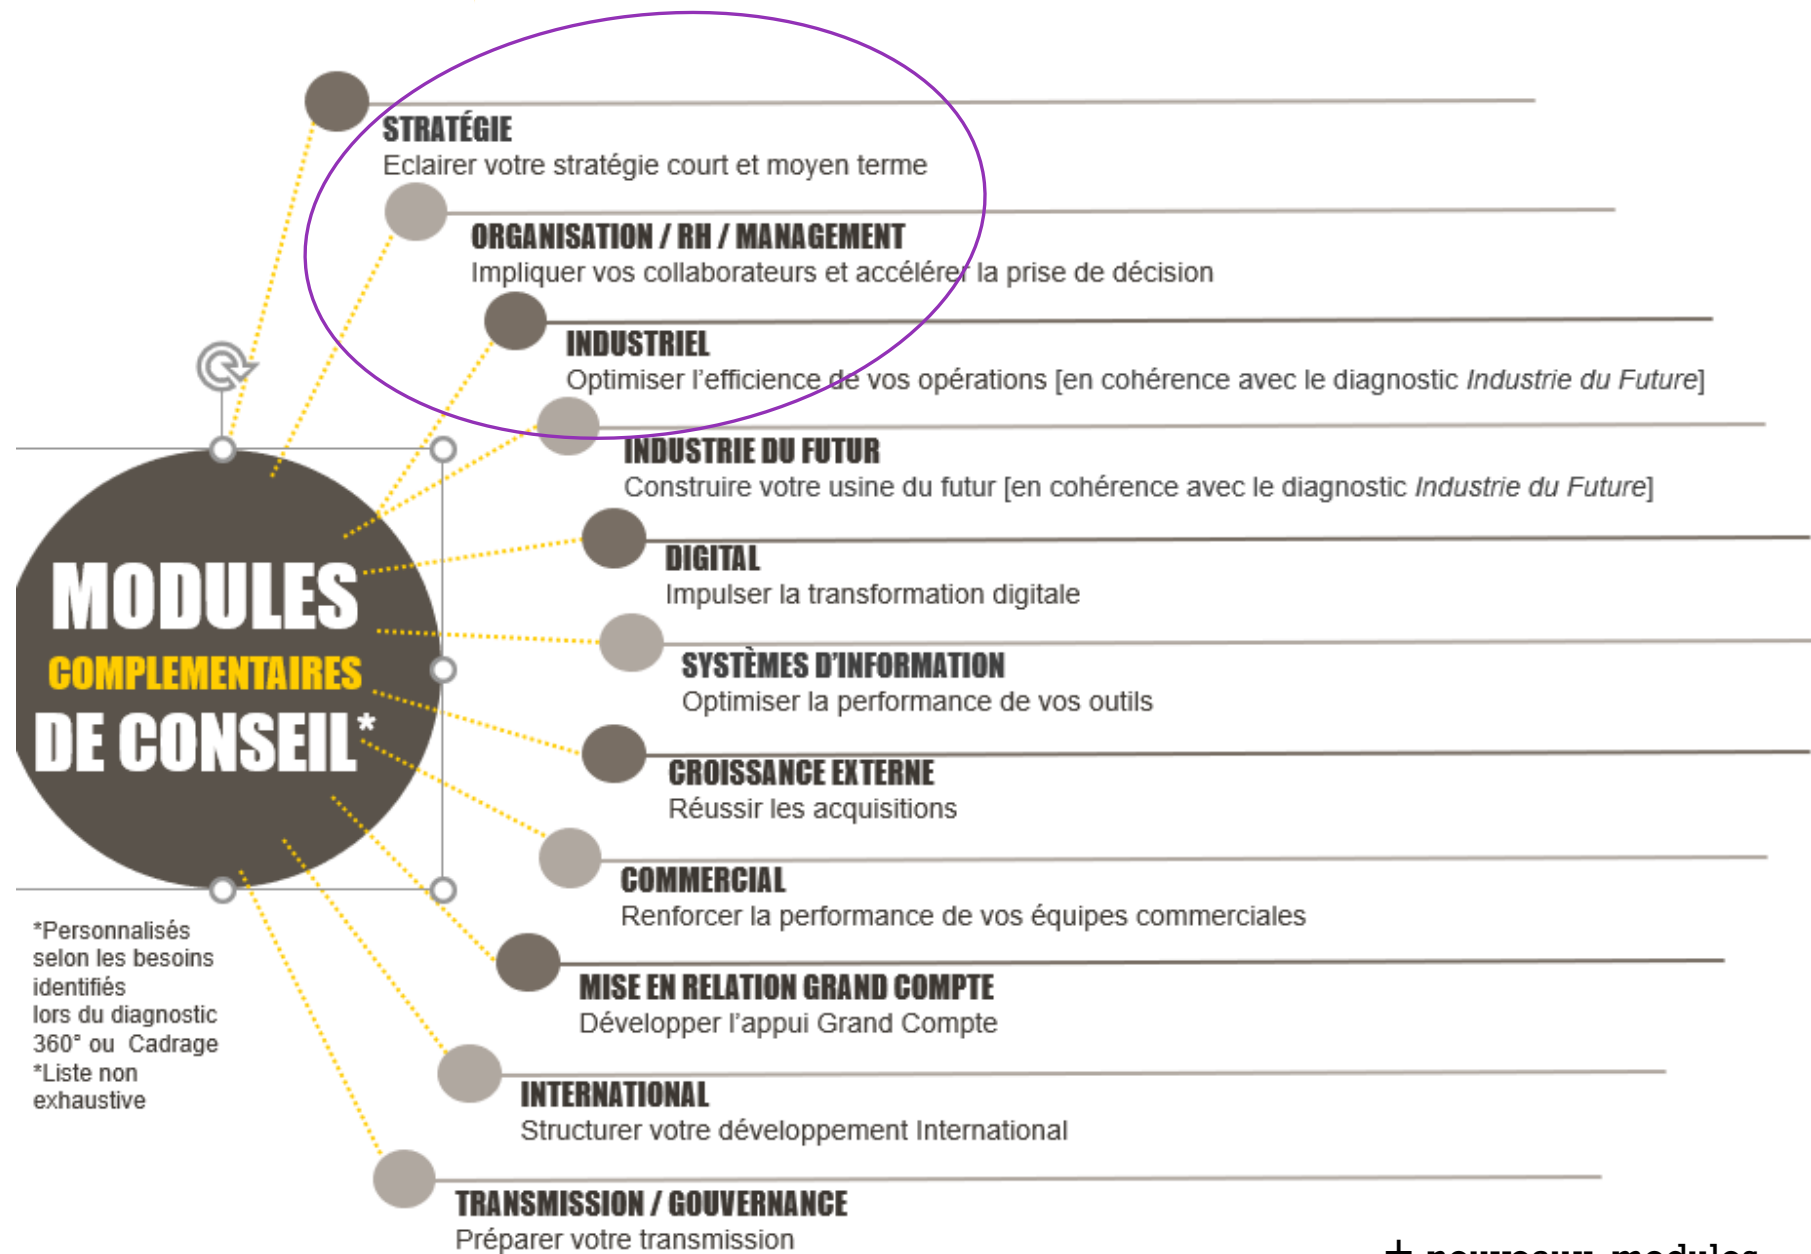 STRATÉGIE
Eclairer votre stratégie court et moyen terme
ORGANISATION / RH / MANAGEMENT
Impliquer vos collaborateurs et accélérer la prise de décision
INDUSTRIEL
Optimiser l’efficience de vos opérations [en cohérence avec le diagnostic Industrie du Future]
INDUSTRIE DU FUTUR
Construire votre usine du futur [en cohérence avec le diagnostic Industrie du Future]
DIGITAL
Impulser la transformation digitale
SYSTÈMES D’INFORMATION
Optimiser la performance de vos outils
CROISSANCE EXTERNE
Réussir les acquisitions
COMMERCIAL
Renforcer la performance de vos équipes commerciales
MISE EN RELATION GRAND COMPTE
Développer l’appui Grand Compte
INTERNATIONAL
Structurer votre développement International
TRANSMISSION / GOUVERNANCE
Préparer votre transmission
MODULES
COMPLEMENTAIRES
DE CONSEIL*
*Personnalisés
selon les besoins
identifiés
lors du diagnostic
360° ou Cadrage
*Liste non
exhaustive
+ nouveaux modules